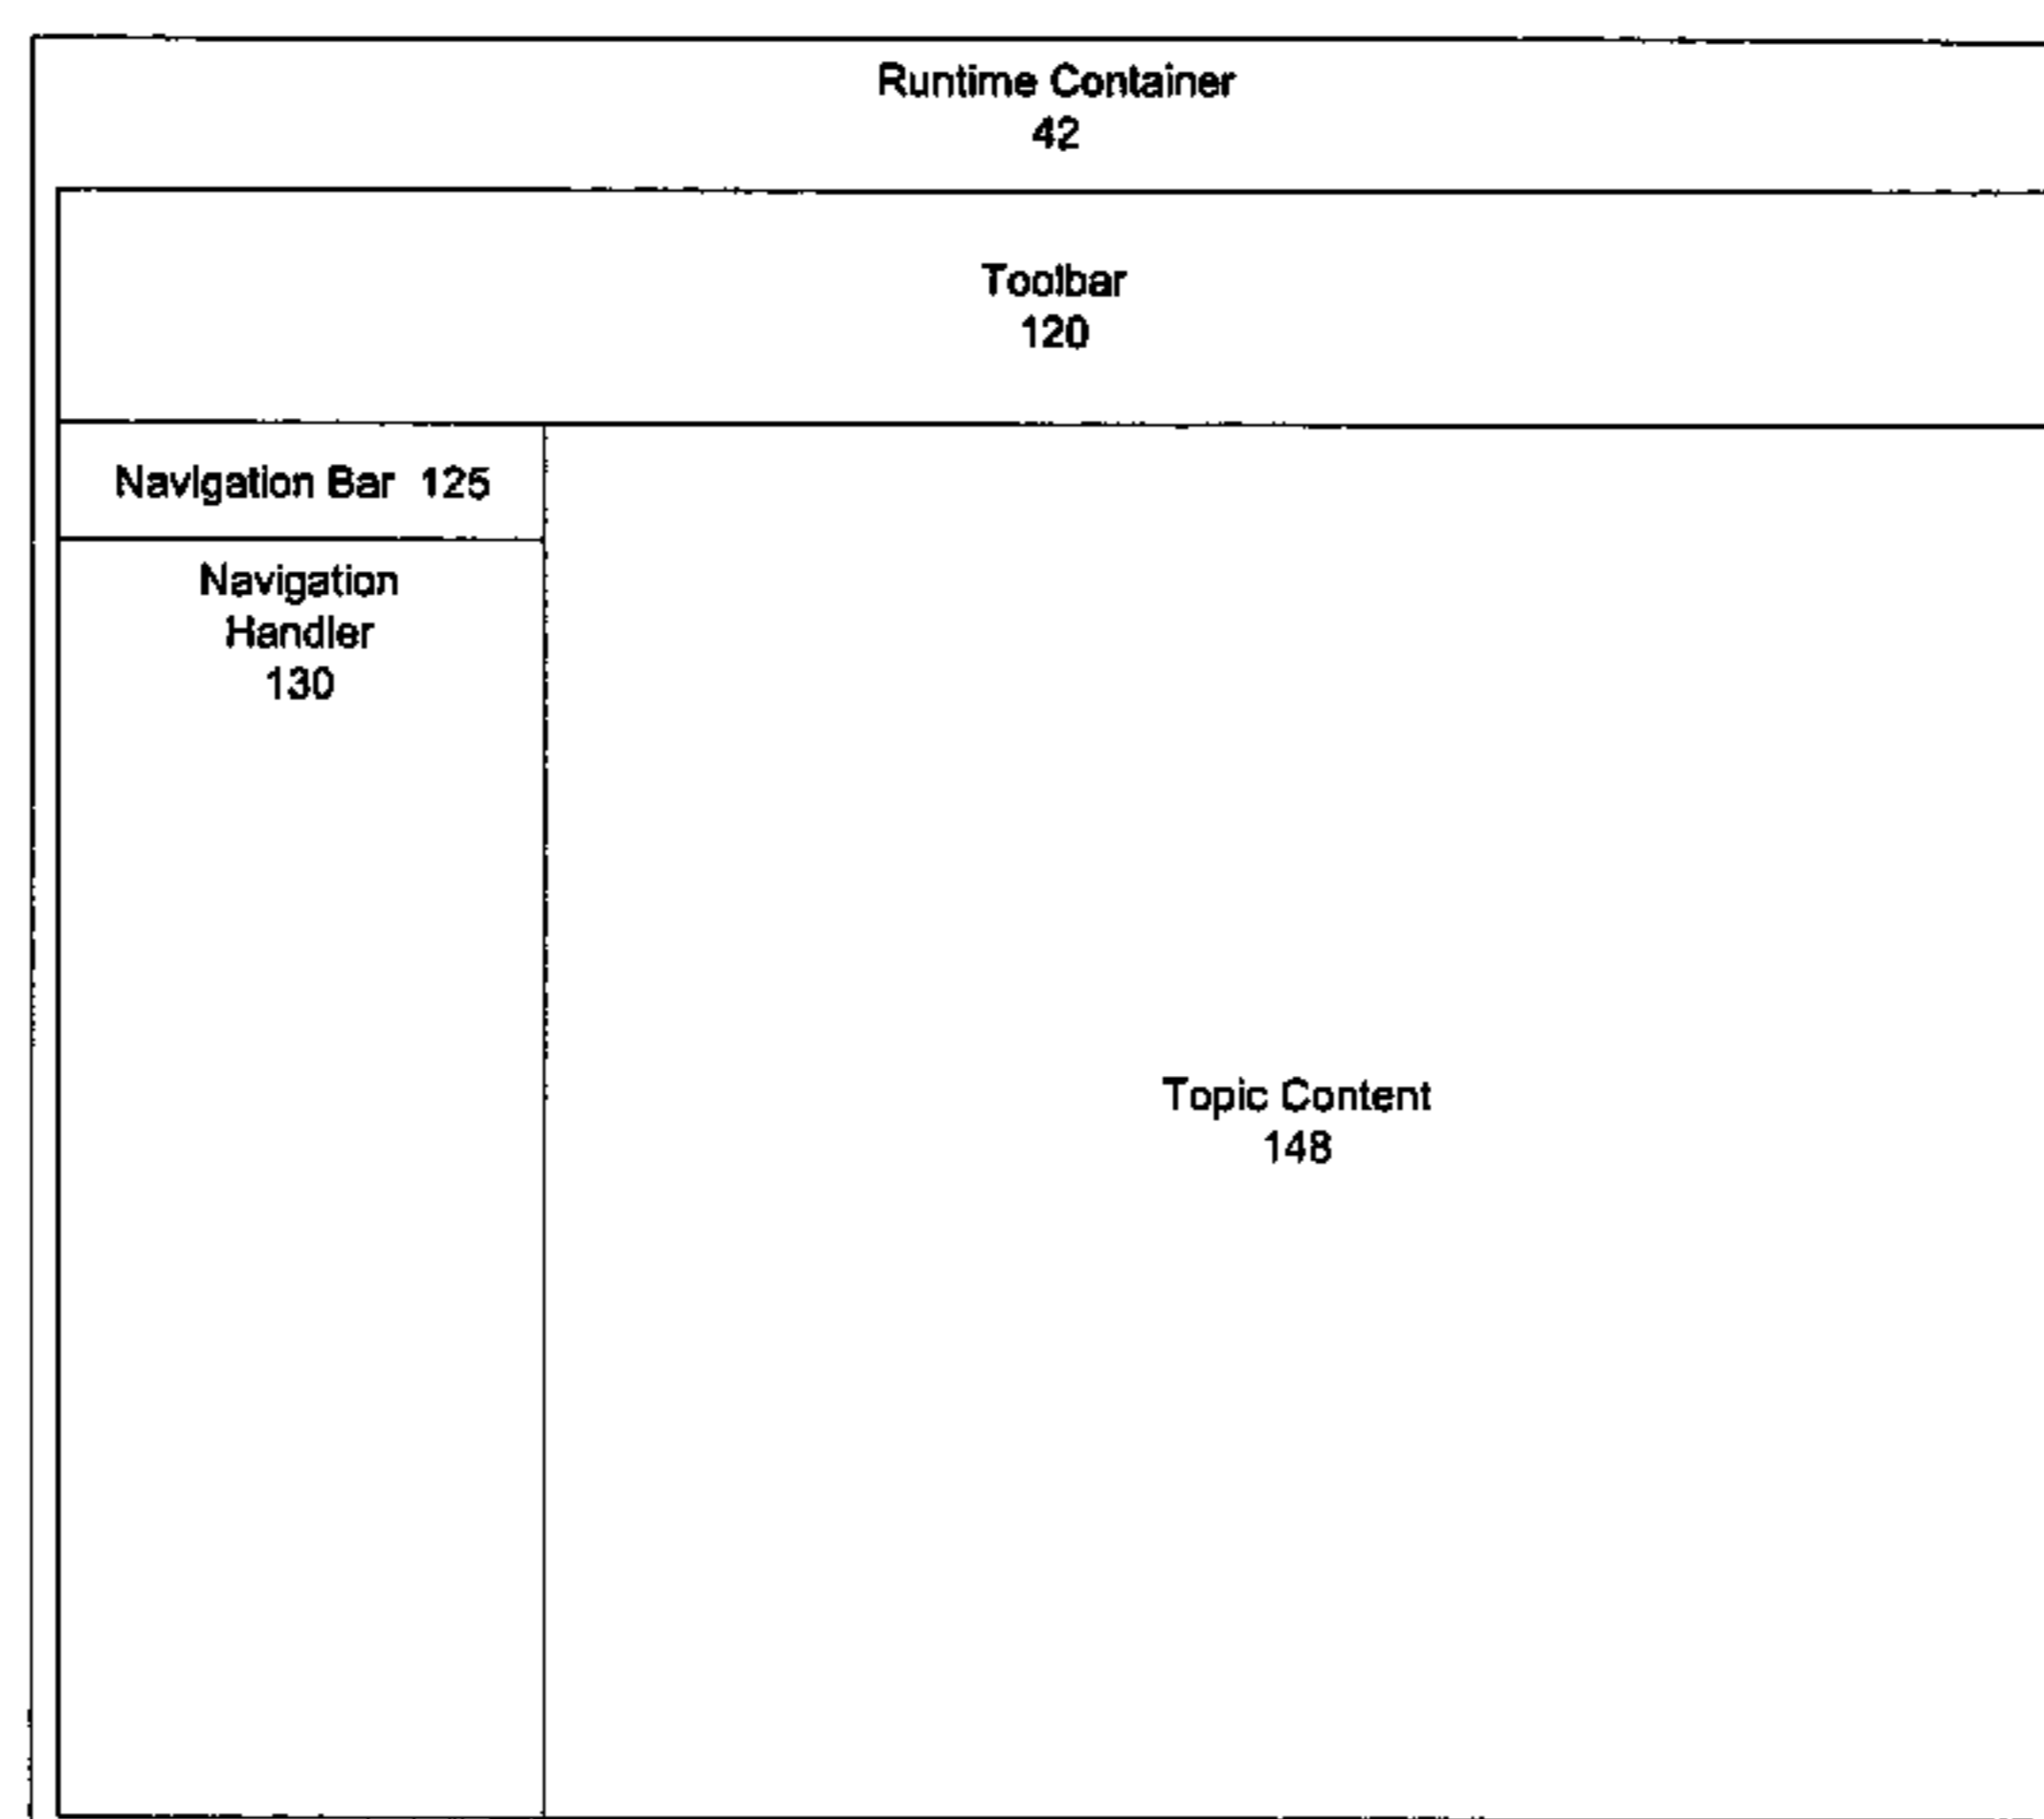 Runtime Container
42
Toolbar
120
Navigation Bar 125
Navigation
Handler
130
Topic Content
148